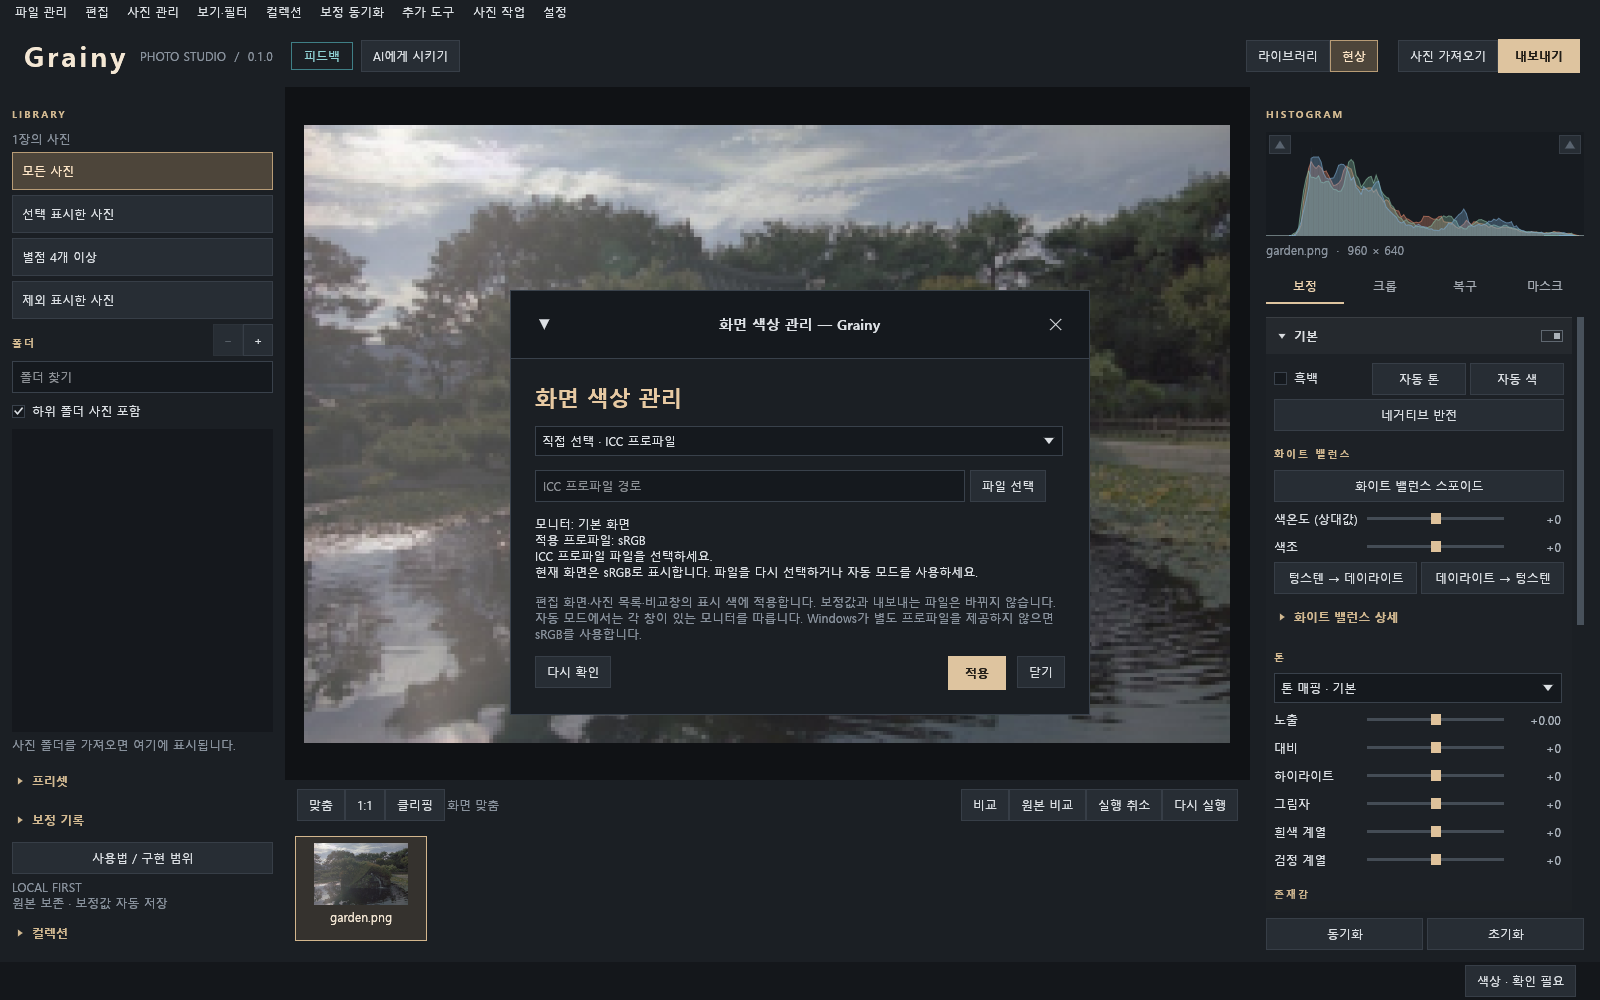 파일 관리 편집 사진 관리 보기·필터 컬렉션 보정 동기화 추가 도구 사진 작업 설정
Grainy PHOTO STUDIO / 0.1.0 피드백 AI에게 시키기 라이브러리 현상 사진 가져오기 내보내기
LIBRARY
1장의 사진
모든 사진
선택 표시한 사진
별점 4개 이상
제외 표시한 사진
폴더 − +
폴더 찾기
하위 폴더 사진 포함
사진 폴더를 가져오면 여기에 표시됩니다.
프리셋
보정 기록
사용법 / 구현 범위
LOCAL FIRST
원본 보존 · 보정값 자동 저장
컬렉션
화면 색상 관리 — Grainy
화면 색상 관리
직접 선택 · ICC 프로파일
ICC 프로파일 경로 파일 선택
모니터: 기본 화면
적용 프로파일: sRGB
ICC 프로파일 파일을 선택하세요.
현재 화면은 sRGB로 표시합니다. 파일을 다시 선택하거나 자동 모드를 사용하세요.
편집 화면·사진 목록·비교창의 표시 색에 적용합니다. 보정값과 내보내는 파일은 바뀌지 않습니다.
자동 모드에서는 각 창이 있는 모니터를 따릅니다. Windows가 별도 프로파일을 제공하지 않으면
sRGB를 사용합니다.
다시 확인 적용 닫기
맞춤 1:1 클리핑 화면 맞춤 비교 원본 비교 실행 취소 다시 실행
garden.png
HISTOGRAM
garden.png · 960 × 640
보정 크롭 복구 마스크
기본
흑백 자동 톤 자동 색
네거티브 반전
화이트 밸런스
화이트 밸런스 스포이드
색온도 (상대값) +0
색조 +0
텅스텐 → 데이라이트 데이라이트 → 텅스텐
화이트 밸런스 상세
톤
톤 매핑 · 기본
노출 +0.00
대비 +0
하이라이트 +0
그림자 +0
흰색 계열 +0
검정 계열 +0
존재감
동기화 초기화
색상 · 확인 필요